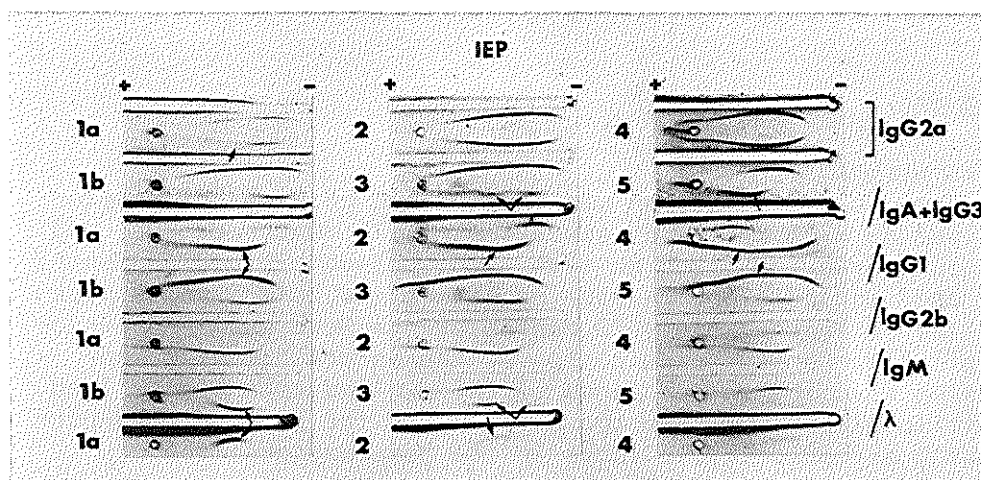 IEP
+ − + − + −
1a 2 4 ]IgG2a
1b 3 5
/IgA+IgG3
1a 2 4
/IgG1
1b 3 5
/IgG2b
1a 2 4
/IgM
1b 3 5
/λ
1a 2 4